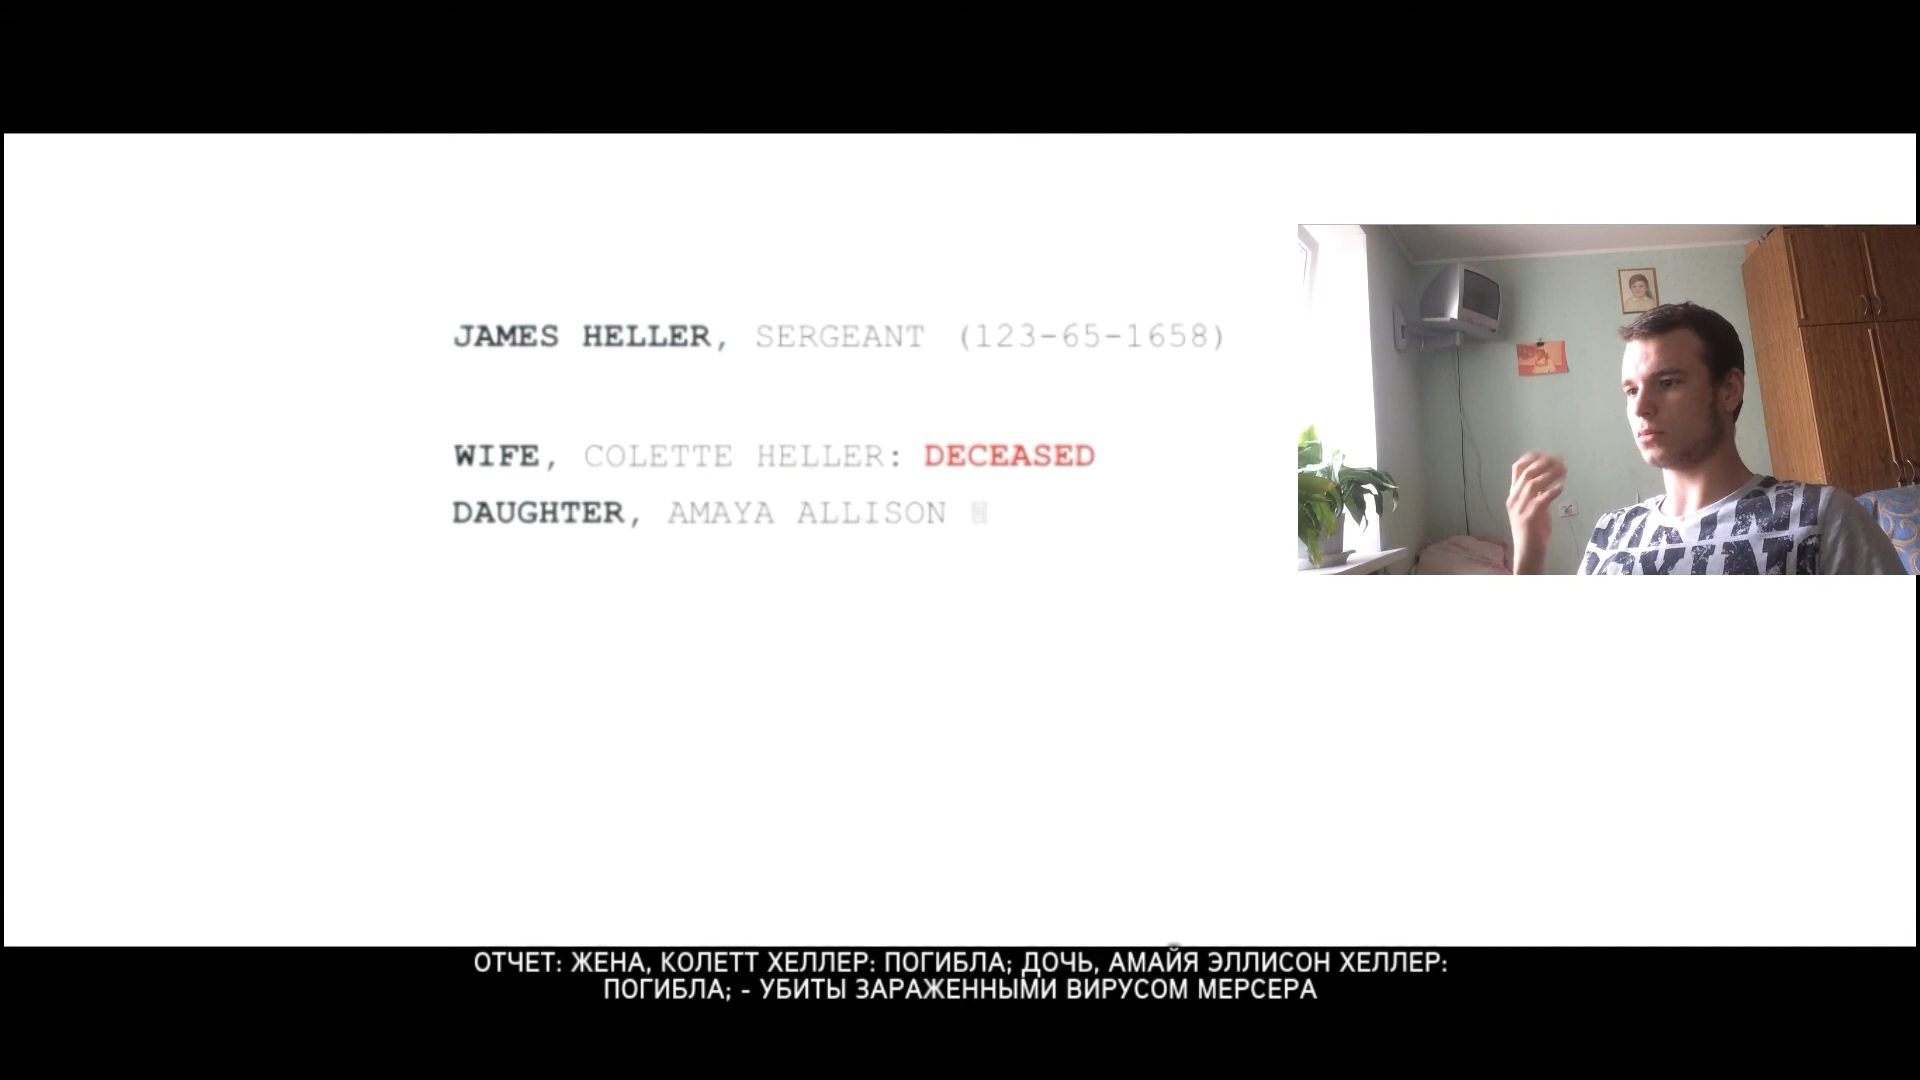 JAMES HELLER, SERGEANT (123-65-1658)
WIFE, COLETTE HELLER: DECEASED
DAUGHTER, AMAYA ALLISON
ОТЧЕТ: ЖЕНА, КОЛЕТТ ХЕЛЛЕР: ПОГИБЛА; ДОЧЬ, АМАЙЯ ЭЛЛИСОН ХЕЛЛЕР:
ПОГИБЛА; - УБИТЫ ЗАРАЖЕННЫМИ ВИРУСОМ МЕРСЕРА